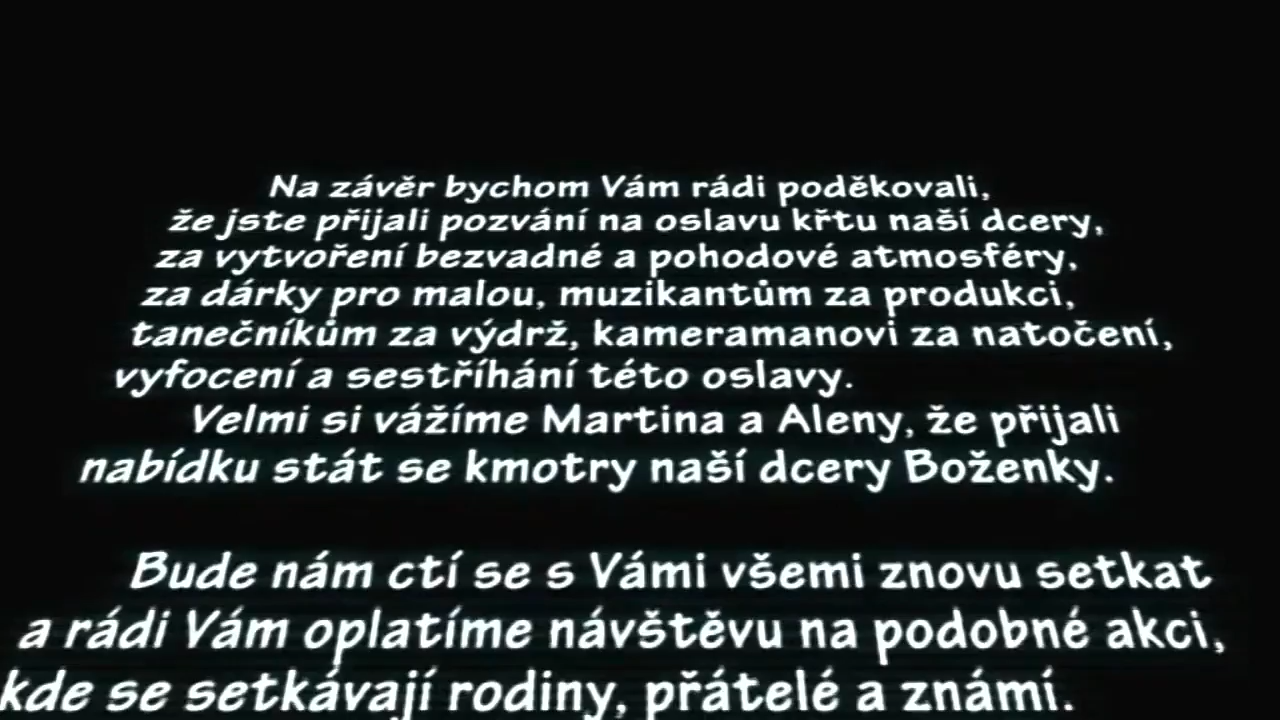 Na závěr bychom Vám rádi poděkovali,
že jste přijali pozvání na oslavu křtu naší dcery,
za vytvoření bezvadné a pohodové atmosféry,
za dárky pro malou, muzikantům za produkci,
tanečníkům za výdrž, kameramanovi za natočení,
vyfocení a sestříhání této oslavy.
Velmi si vážíme Martina a Aleny, že přijali
nabídku stát se kmotry naší dcery Boženky.
Bude nám ctí se s Vámi všemi znovu setkat
a rádi Vám oplatíme návštěvu na podobné akci,
kde se setkávají rodiny, přátelé a známí.